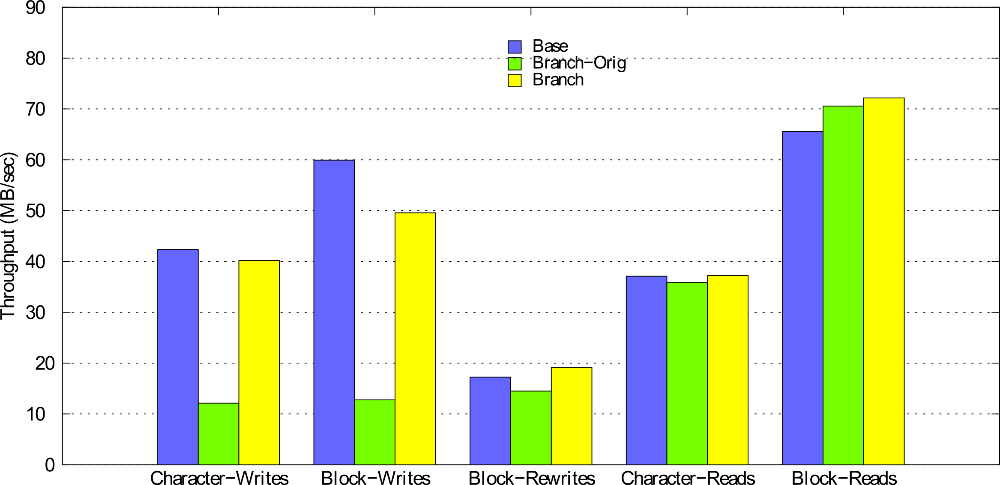 90
80
70
60
50
40
30
20
10
0
Throughput (MB/sec)
Base
Branch−Orig
Branch
Character−Writes
Block−Writes
Block−Rewrites
Character−Reads
Block−Reads